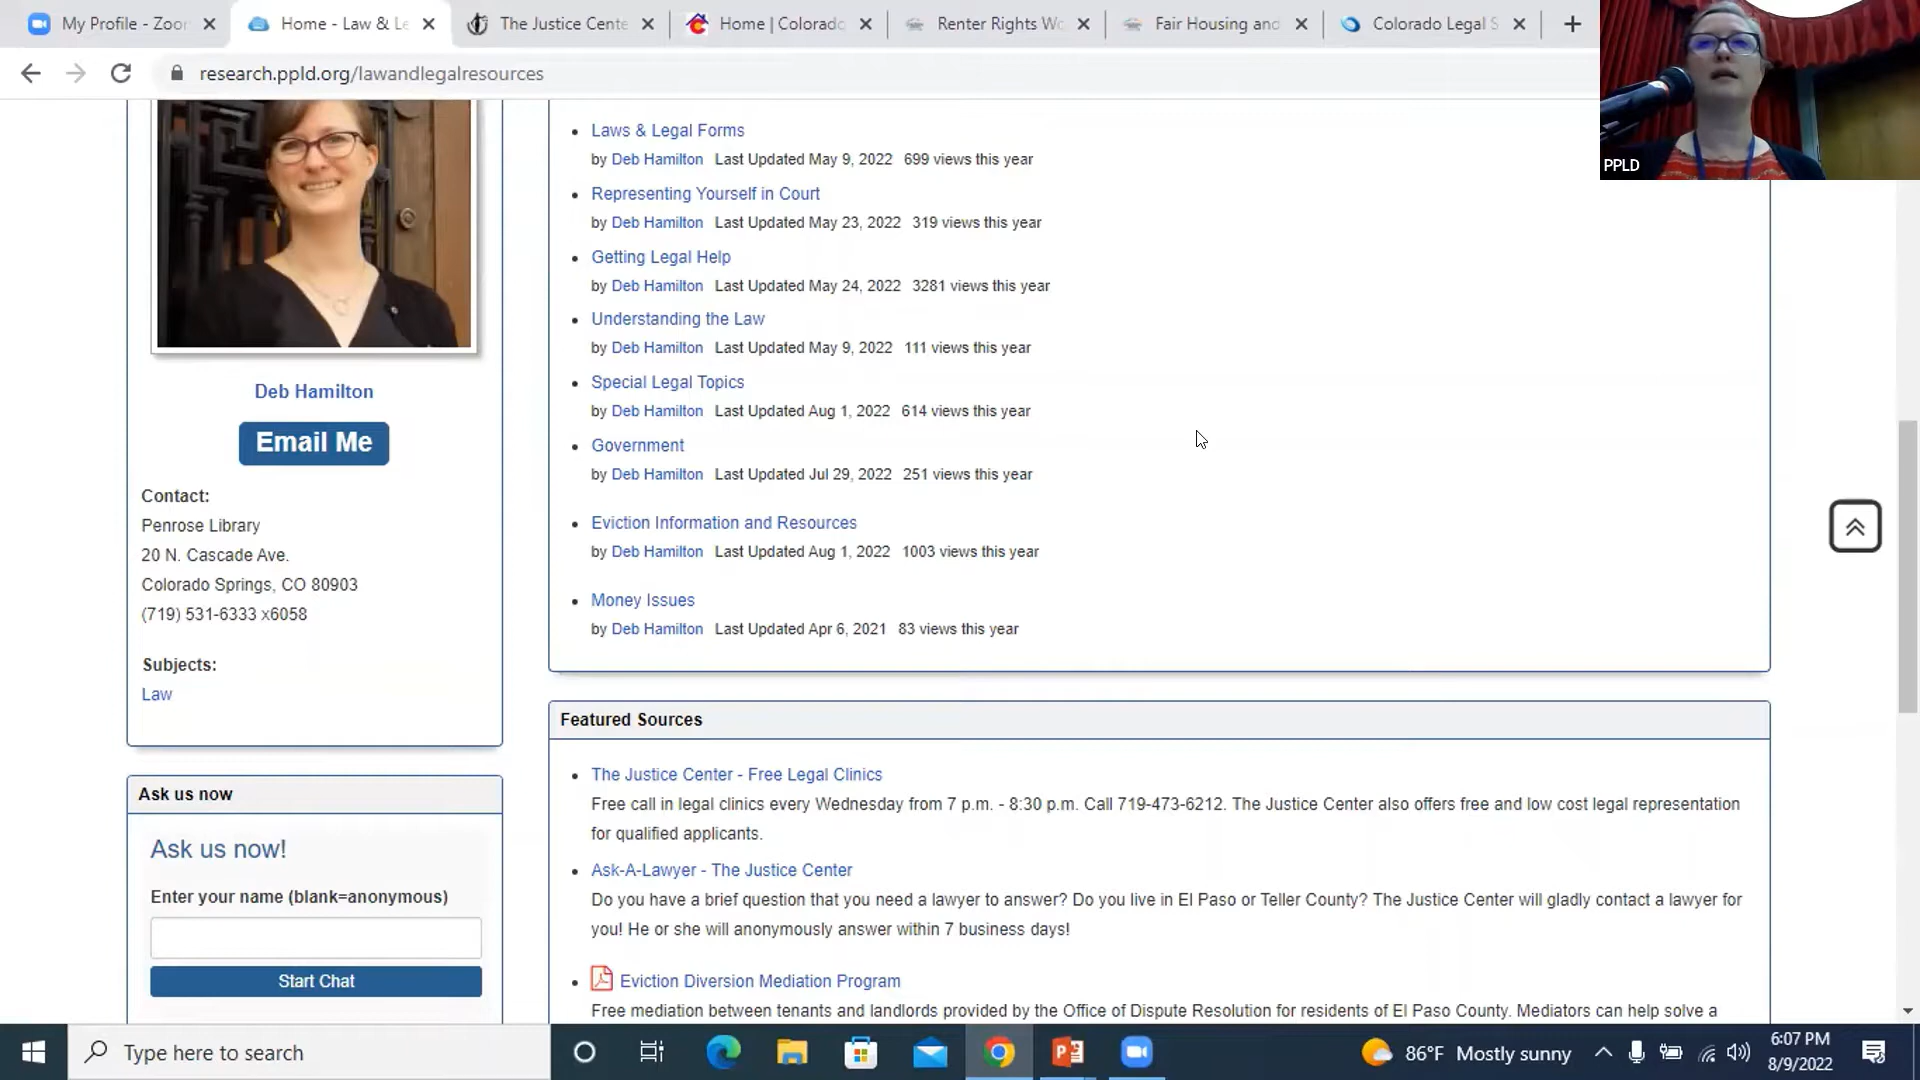 My Profile - Zoor
Home - Law & Le
The Justice Cente
Home | Colorado
Renter Rights Wo
Fair Housing and
Colorado Legal S
research.ppld.org/lawandlegalresources
PPLD
Deb Hamilton
Email Me
Contact:
Penrose Library
20 N. Cascade Ave.
Colorado Springs, CO 80903
(719) 531-6333 x6058
Subjects:
Law
Ask us now
Ask us now!
Enter your name (blank=anonymous)
Start Chat
Laws & Legal Forms
by Deb Hamilton Last Updated May 9, 2022 699 views this year
Representing Yourself in Court
by Deb Hamilton Last Updated May 23, 2022 319 views this year
Getting Legal Help
by Deb Hamilton Last Updated May 24, 2022 3281 views this year
Understanding the Law
by Deb Hamilton Last Updated May 9, 2022 111 views this year
Special Legal Topics
by Deb Hamilton Last Updated Aug 1, 2022 614 views this year
Government
by Deb Hamilton Last Updated Jul 29, 2022 251 views this year
Eviction Information and Resources
by Deb Hamilton Last Updated Aug 1, 2022 1003 views this year
Money Issues
by Deb Hamilton Last Updated Apr 6, 2021 83 views this year
Featured Sources
The Justice Center - Free Legal Clinics
Free call in legal clinics every Wednesday from 7 p.m. - 8:30 p.m. Call 719-473-6212. The Justice Center also offers free and low cost legal representation
for qualified applicants.
Ask-A-Lawyer - The Justice Center
Do you have a brief question that you need a lawyer to answer? Do you live in El Paso or Teller County? The Justice Center will gladly contact a lawyer for
you! He or she will anonymously answer within 7 business days!
Eviction Diversion Mediation Program
Free mediation between tenants and landlords provided by the Office of Dispute Resolution for residents of El Paso County. Mediators can help solve a
Type here to search
86°F Mostly sunny
6:07 PM
8/9/2022